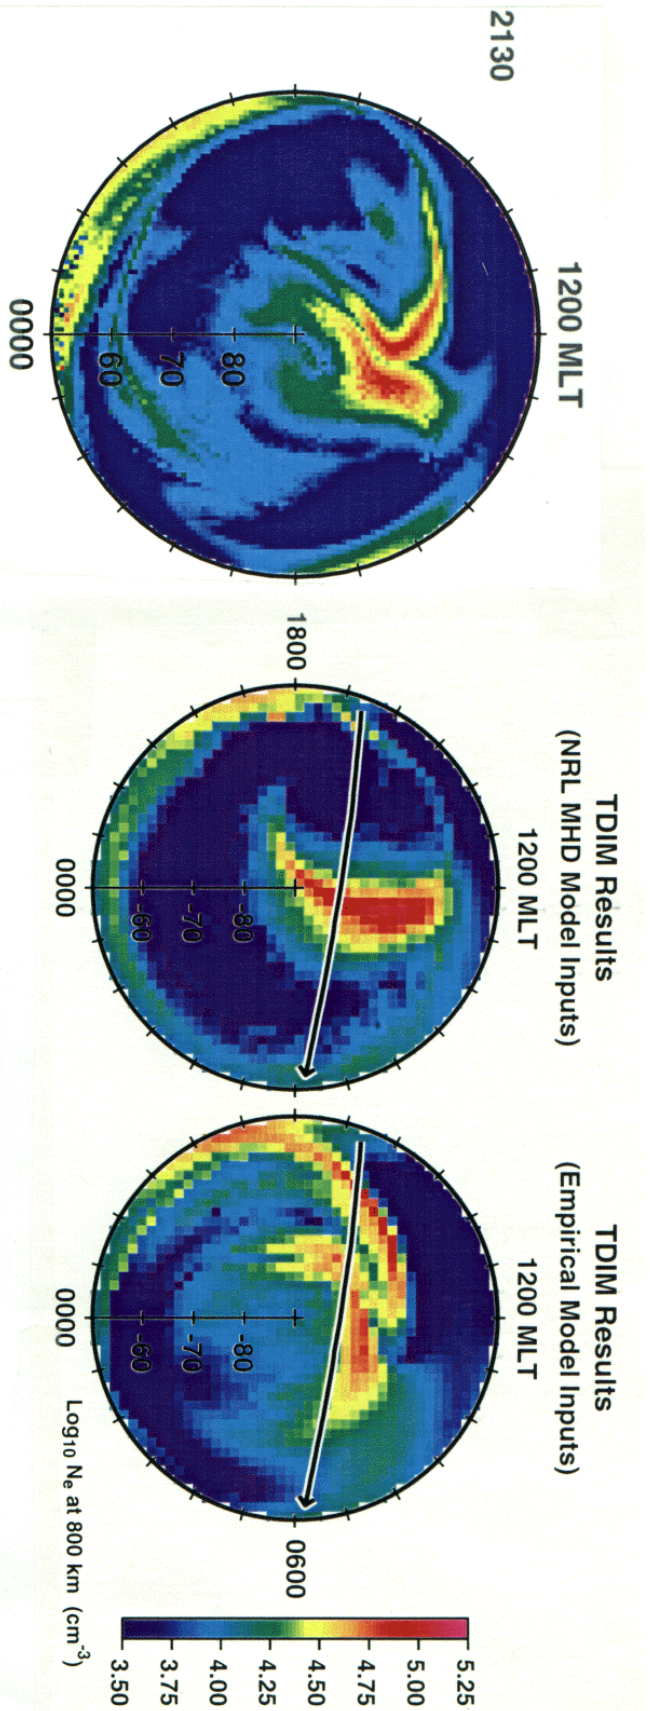 2130
1200 MLT
80
70
60
0000
TDIM Results
(NRL MHD Model Inputs)
1200 MLT
1800
-80
-70
-60
0000
TDIM Results
(Empirical Model Inputs)
1200 MLT
-80
-70
-60
0000
0600
5.25
5.00
4.75
4.50
4.25
4.00
3.75
3.50
Log10 Ne at 800 km (cm-3)